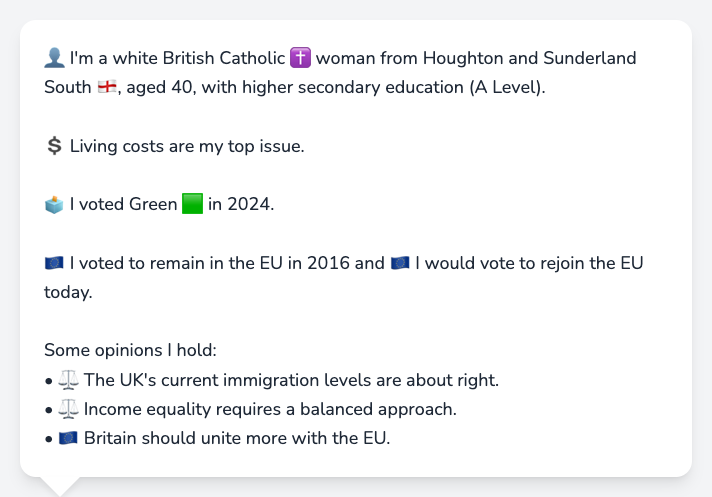 👤 I'm a white British Catholic ✝️ woman from Houghton and Sunderland
South 🏴󠁧󠁢󠁥󠁮󠁧󠁿, aged 40, with higher secondary education (A Level).
💲 Living costs are my top issue.
🗳️ I voted Green 🟩 in 2024.
🇪🇺 I voted to remain in the EU in 2016 and 🇪🇺 I would vote to rejoin the EU
today.
Some opinions I hold:
• ⚖️ The UK's current immigration levels are about right.
• ⚖️ Income equality requires a balanced approach.
• 🇪🇺 Britain should unite more with the EU.